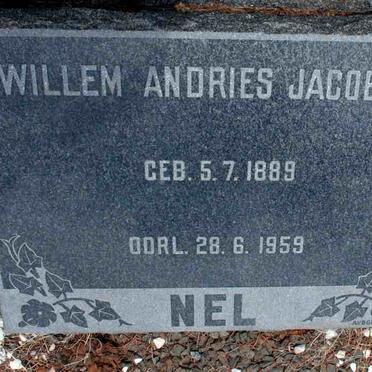 WILLEM ANDRIES JACOB
GEB. 5. 7. 1889
OORL. 28. 6. 1959
NEL